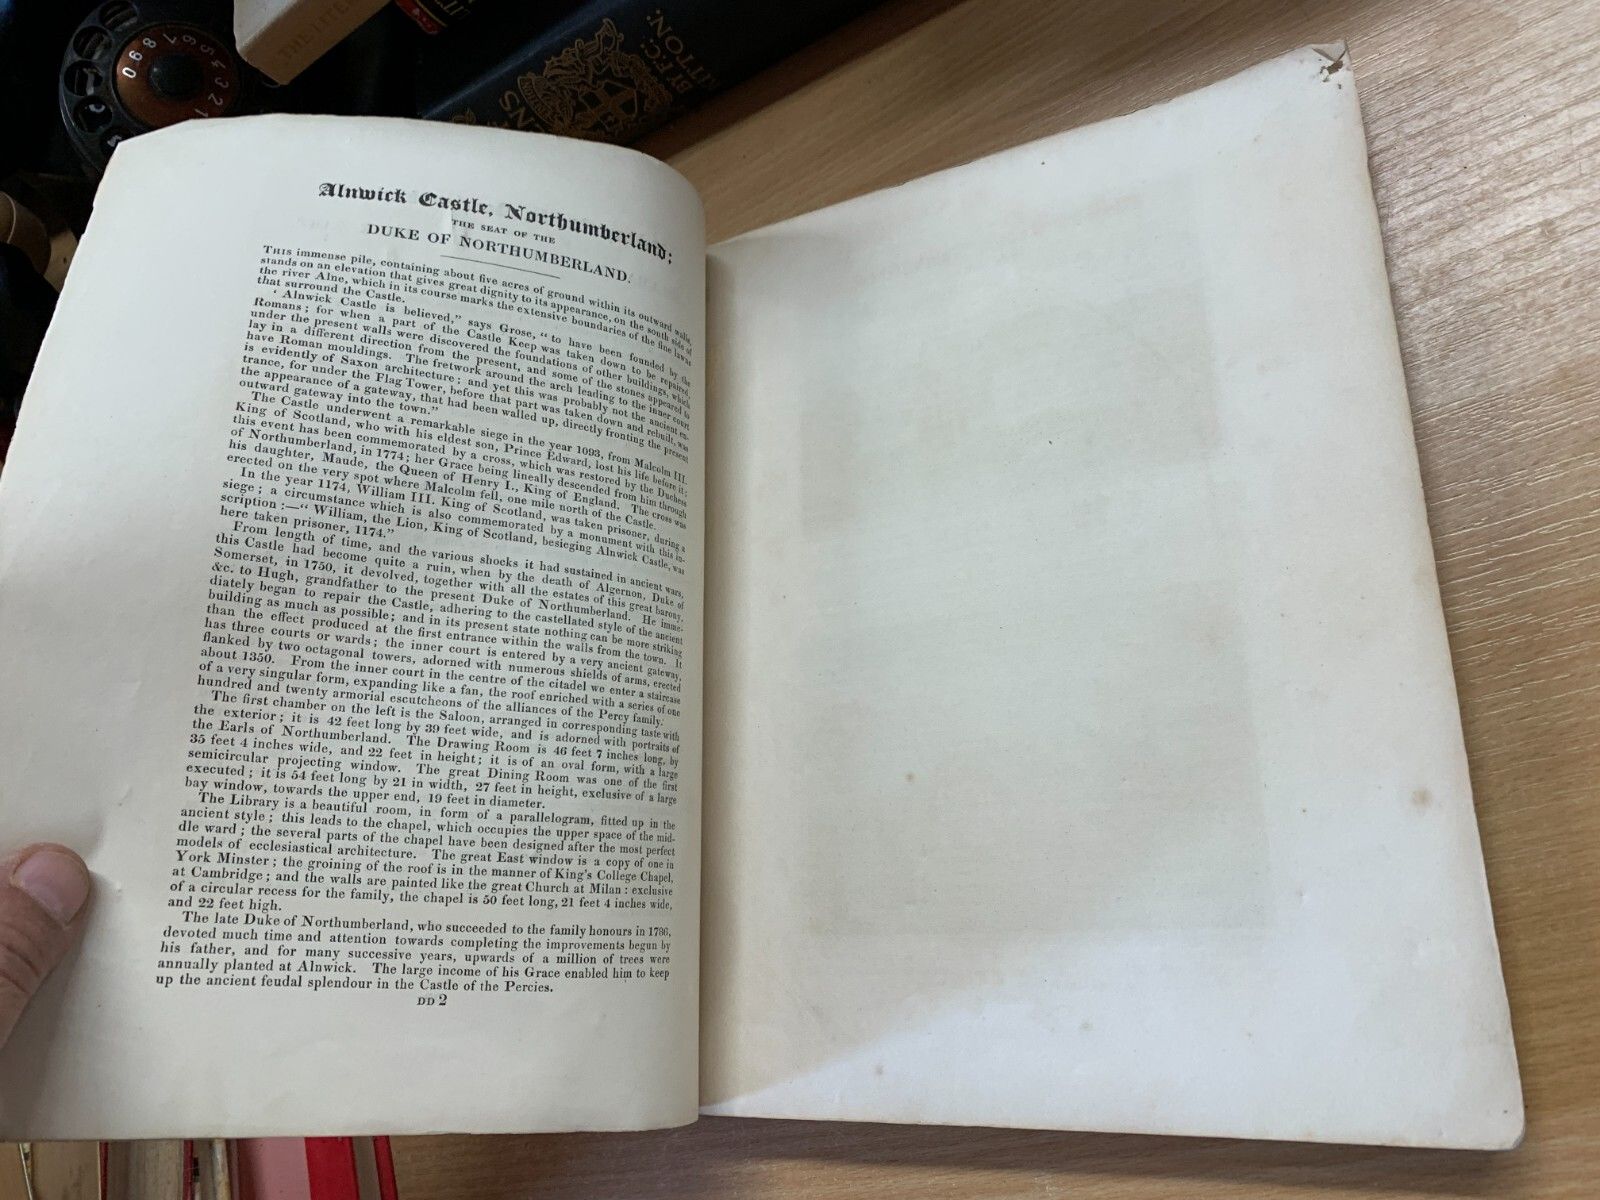 Alnwick Castle, Northumberland;
THE SEAT OF THE
DUKE OF NORTHUMBERLAND.
THIS immense pile, containing about five acres of ground within its outward walls,
stands on an elevation that gives great dignity to its appearance, on the south side of
the river Alne, which in its course marks the extensive boundaries of the fine lawns
that surround the Castle.
‘ Alnwick Castle is believed,” says Grose, “ to have been founded by the
Romans ; for when a part of the Castle Keep was taken down to be repaired,
under the present walls were discovered the foundations of other buildings, which
lay in a different direction from the present, and some of the stones appeared to
have Roman mouldings. The fretwork around the arch leading to the inner court
is evidently of Saxon architecture ; and yet this was probably not the ancient en-
trance, for under the Flag Tower, before that part was taken down and rebuilt, was
the appearance of a gateway, that had been walled up, directly fronting the present
outward gateway into the town.”
The Castle underwent a remarkable siege in the year 1093, from Malcolm III.
King of Scotland, who with his eldest son, Prince Edward, lost his life before it ;
this event has been commemorated by a cross, which was restored by the Duchess
of Northumberland, in 1774 ; her Grace being lineally descended from him through
his daughter, Maude, the Queen of Henry I., King of England. The cross was
erected on the very spot where Malcolm fell, one mile north of the Castle.
In the year 1174, William III. King of Scotland, was taken prisoner, during a
siege ; a circumstance which is also commemorated by a monument with this in-
scription :—“ William, the Lion, King of Scotland, besieging Alnwick Castle, was
here taken prisoner, 1174.”
From length of time, and the various shocks it had sustained in ancient wars,
this Castle had become quite a ruin, when by the death of Algernon, Duke of
Somerset, in 1750, it devolved, together with all the estates of this great barony,
&c. to Hugh, grandfather to the present Duke of Northumberland. He imme-
diately began to repair the Castle, adhering to the castellated style of the ancient
building as much as possible ; and in its present state nothing can be more striking
than the effect produced at the first entrance within the walls from the town. It
has three courts or wards ; the inner court is entered by a very ancient gateway,
flanked by two octagonal towers, adorned with numerous shields of arms, erected
about 1350. From the inner court in the centre of the citadel we enter a staircase
of a very singular form, expanding like a fan, the roof enriched with a series of one
hundred and twenty armorial escutcheons of the alliances of the Percy family.
The first chamber on the left is the Saloon, arranged in corresponding taste with
the exterior ; it is 42 feet long by 39 feet wide, and is adorned with portraits of
the Earls of Northumberland. The Drawing Room is 46 feet 7 inches long, by
35 feet 4 inches wide, and 22 feet in height ; it is of an oval form, with a large
semicircular projecting window. The great Dining Room was one of the first
executed ; it is 54 feet long by 21 in width, 27 feet in height, exclusive of a large
bay window, towards the upper end, 19 feet in diameter.
The Library is a beautiful room, in form of a parallelogram, fitted up in the
ancient style ; this leads to the chapel, which occupies the upper space of the mid-
dle ward ; the several parts of the chapel have been designed after the most perfect
models of ecclesiastical architecture. The great East window is a copy of one in
York Minster ; the groining of the roof is in the manner of King's College Chapel,
at Cambridge ; and the walls are painted like the great Church at Milan : exclusive
of a circular recess for the family, the chapel is 50 feet long, 21 feet 4 inches wide,
and 22 feet high.
The late Duke of Northumberland, who succeeded to the family honours in 1786,
devoted much time and attention towards completing the improvements begun by
his father, and for many successive years, upwards of a million of trees were
annually planted at Alnwick. The large income of his Grace enabled him to keep
up the ancient feudal splendour in the Castle of the Percies.
DD 2